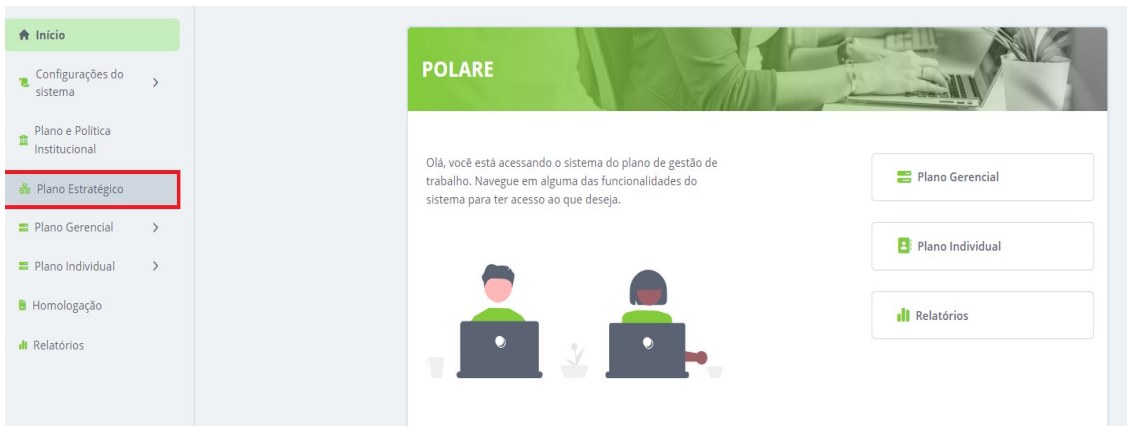 Início
Configurações do
sistema
Plano e Política
Institucional
Plano Estratégico
Plano Gerencial
Plano Individual
Homologação
Relatórios
POLARE
Olá, você está acessando o sistema do plano de gestão de
trabalho. Navegue em alguma das funcionalidades do
sistema para ter acesso ao que deseja.
Plano Gerencial
Plano Individual
Relatórios